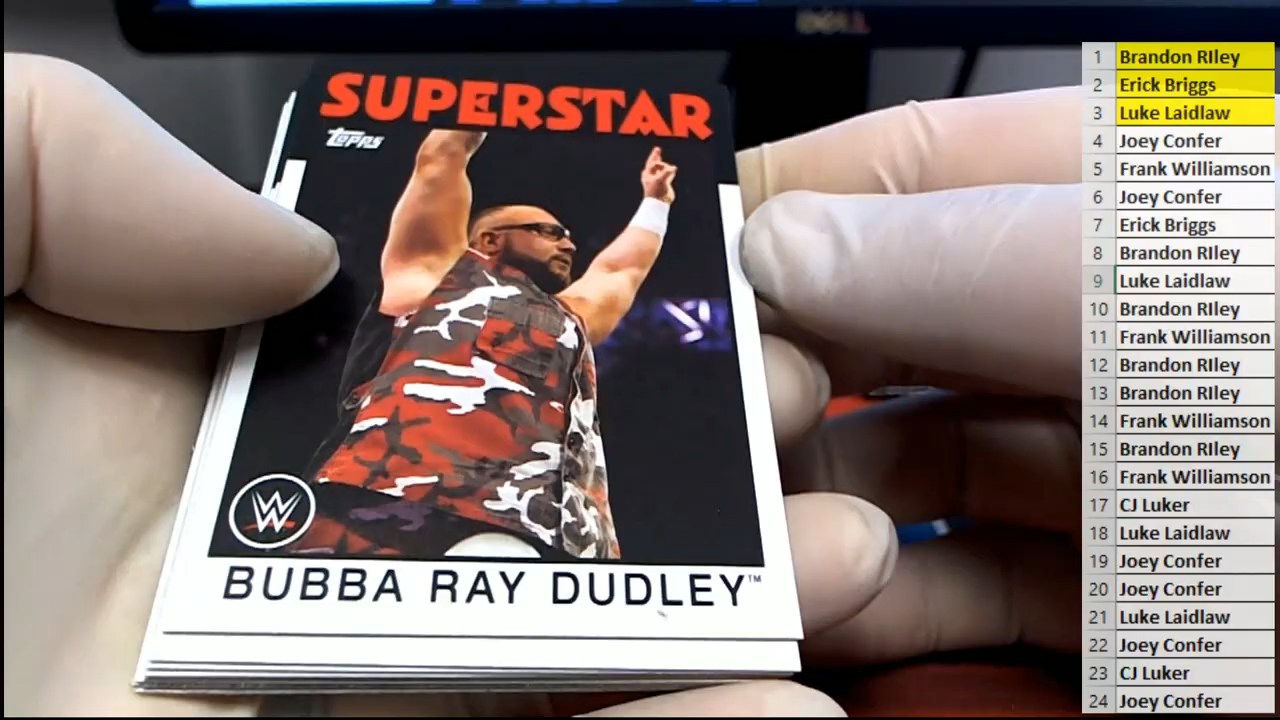 DELL
SUPERSTAR
Topps
W
BUBBA RAY DUDLEY™
1 Brandon RIley
2 Erick Briggs
3 Luke Laidlaw
4 Joey Confer
5 Frank Williamson
6 Joey Confer
7 Erick Briggs
8 Brandon RIley
9 Luke Laidlaw
10 Brandon RIley
11 Frank Williamson
12 Brandon RIley
13 Brandon RIley
14 Frank Williamson
15 Brandon RIley
16 Frank Williamson
17 CJ Luker
18 Luke Laidlaw
19 Joey Confer
20 Joey Confer
21 Luke Laidlaw
22 Joey Confer
23 CJ Luker
24 Joey Confer